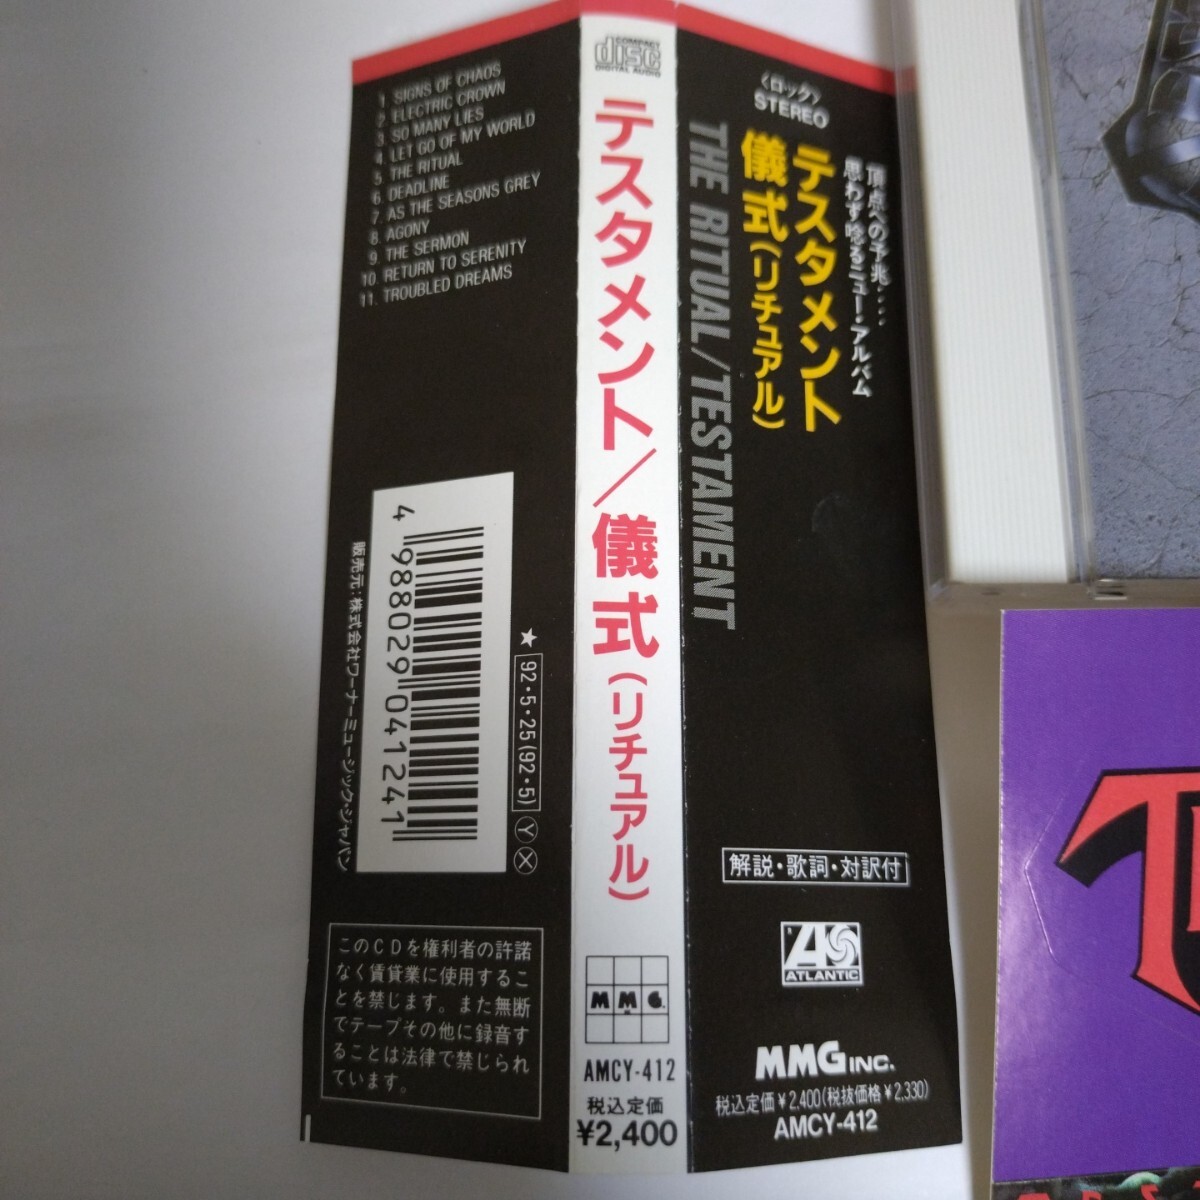 1. SIGNS OF CHAOS
2. ELECTRIC CROWN
3. SO MANY LIES
4. LET GO OF MY WORLD
5. THE RITUAL
6. DEADLINE
7. AS THE SEASONS GREY
8. AGONY
9. THE SERMON
10. RETURN TO SERENITY
11. TROUBLED DREAMS
4 988029 041241
★ 92・5・25(92・5) Ⓨ Ⓧ
販売元:株式会社ワーナーミュージック・ジャパン
このCDを権利者の許諾
なく賃貸業に使用するこ
とを禁じます。また無断
でテープその他に録音す
ることは法律で禁じられ
ています。
COMPACT
disc
DIGITAL AUDIO
テスタメント/儀式(リチュアル)
M M G.
AMCY-412
税込定価
¥2,400
〈ロック〉
STEREO
頂点への予兆……
思わず唸るニュー・アルバム
テスタメント
儀式(リチュアル)
THE RITUAL/TESTAMENT
解説・歌詞・対訳付
ATLANTIC
MMG INC.
税込定価¥2,400(税抜価格¥2,330)
AMCY-412